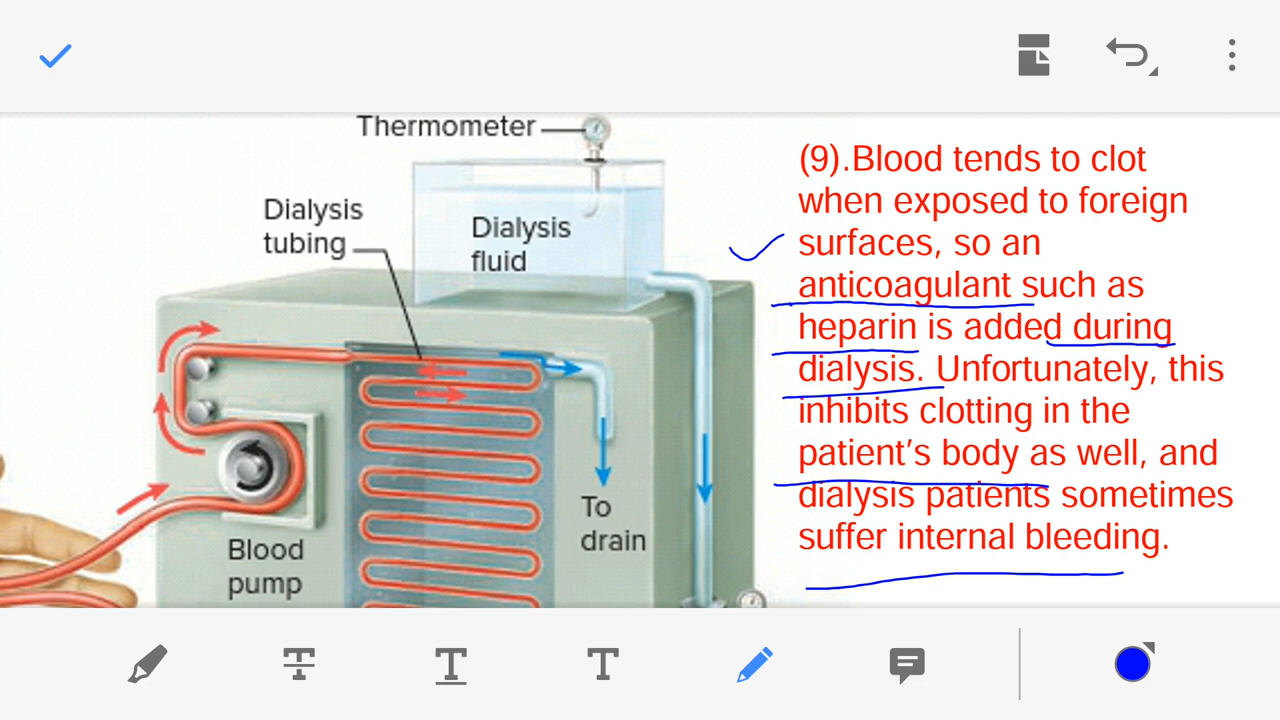 Thermometer
Dialysis
tubing
Dialysis
fluid
To
drain
Blood
pump
(9).Blood tends to clot
when exposed to foreign
surfaces, so an
anticoagulant such as
heparin is added during
dialysis. Unfortunately, this
inhibits clotting in the
patient’s body as well, and
dialysis patients sometimes
suffer internal bleeding.